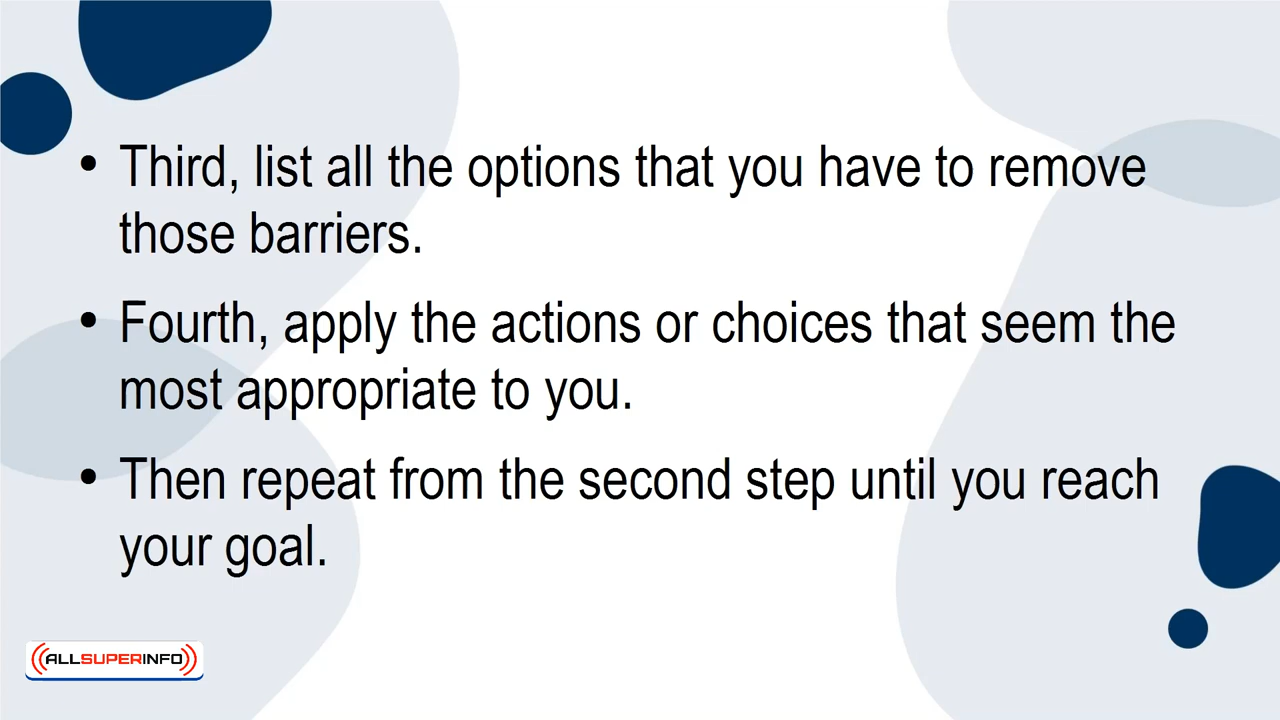 • Third, list all the options that you have to remove
those barriers.
• Fourth, apply the actions or choices that seem the
most appropriate to you.
• Then repeat from the second step until you reach
your goal.
ALLSUPERINFO